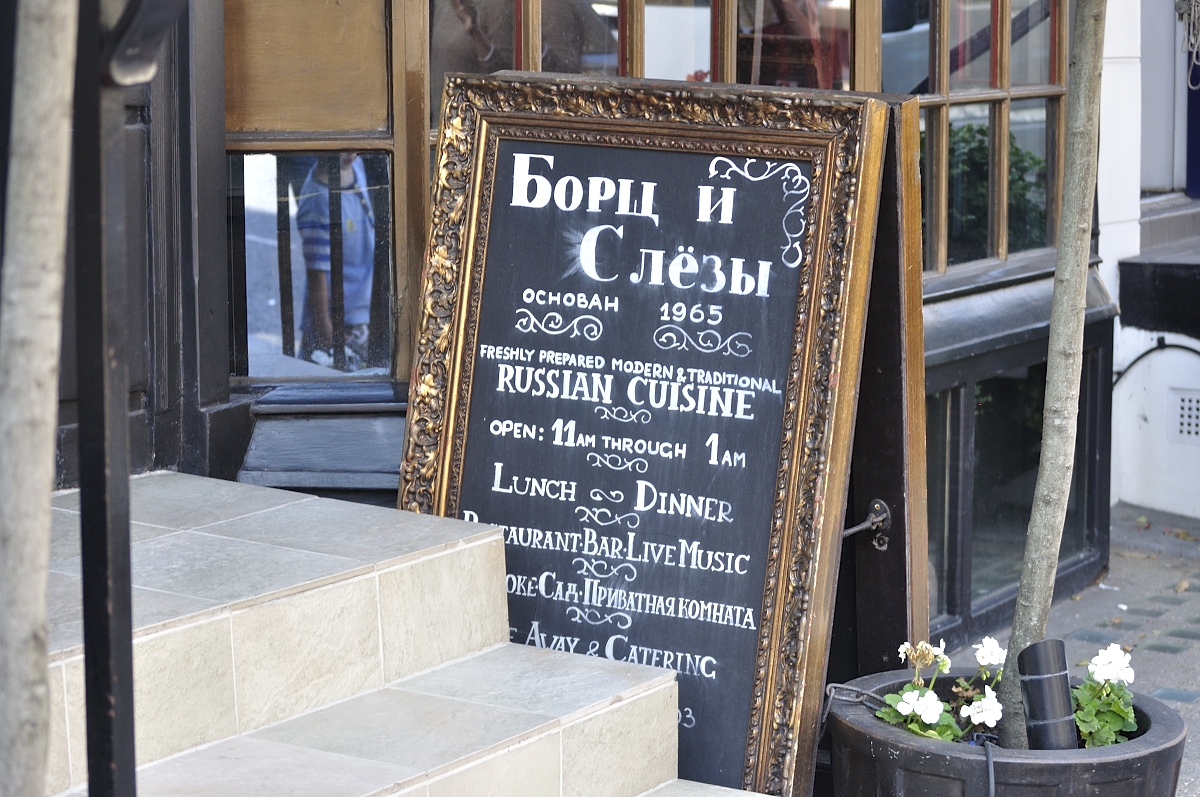 Борщ и
Слёзы
ОСНОВАН 1965
FRESHLY PREPARED MODERN & TRADITIONAL
RUSSIAN CUISINE
OPEN: 11AM THROUGH 1AM
LUNCH DINNER
RESTAURANT·BAR·LIVE MUSIC
САД·ПРИВАТНАЯ КОМНАТА
AVAY & CATERING